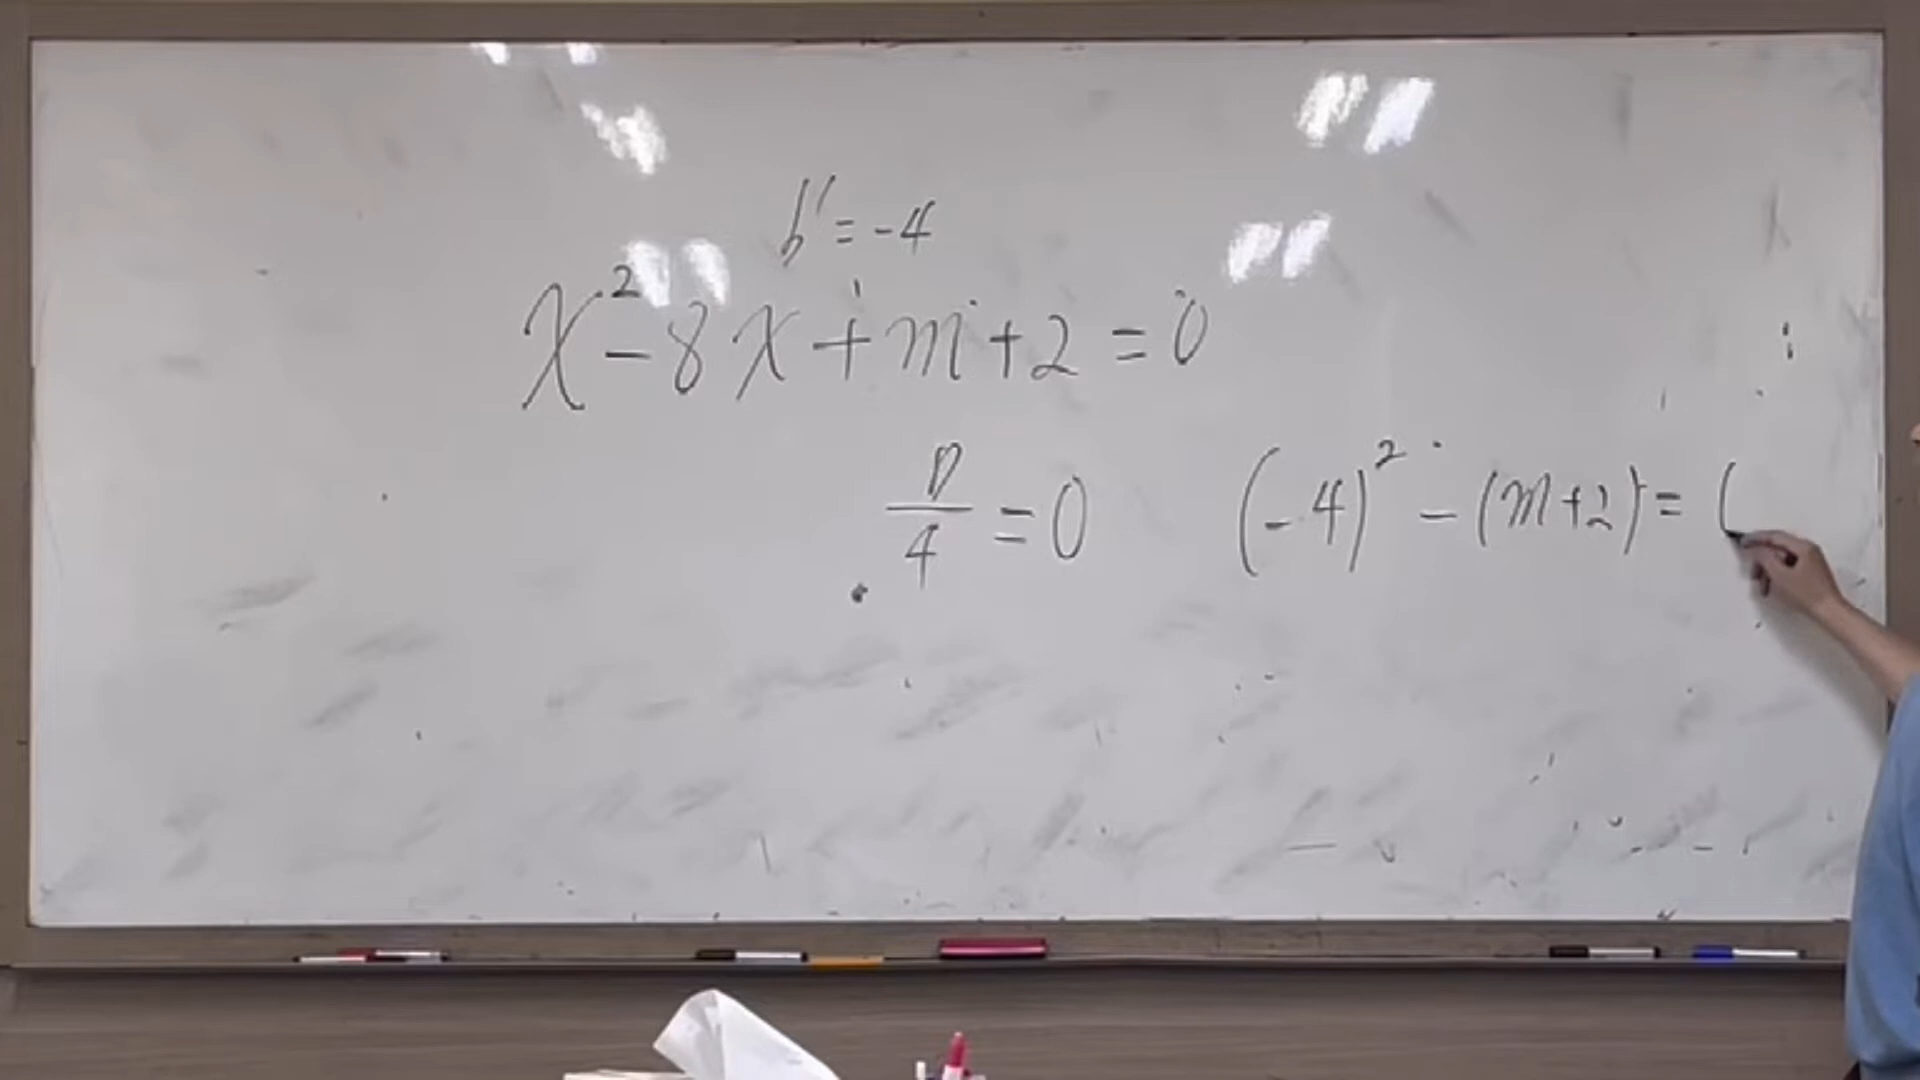 b′=-4
x²-8x+m+2=0
D/4=0 (-4)²-(m+2)=(